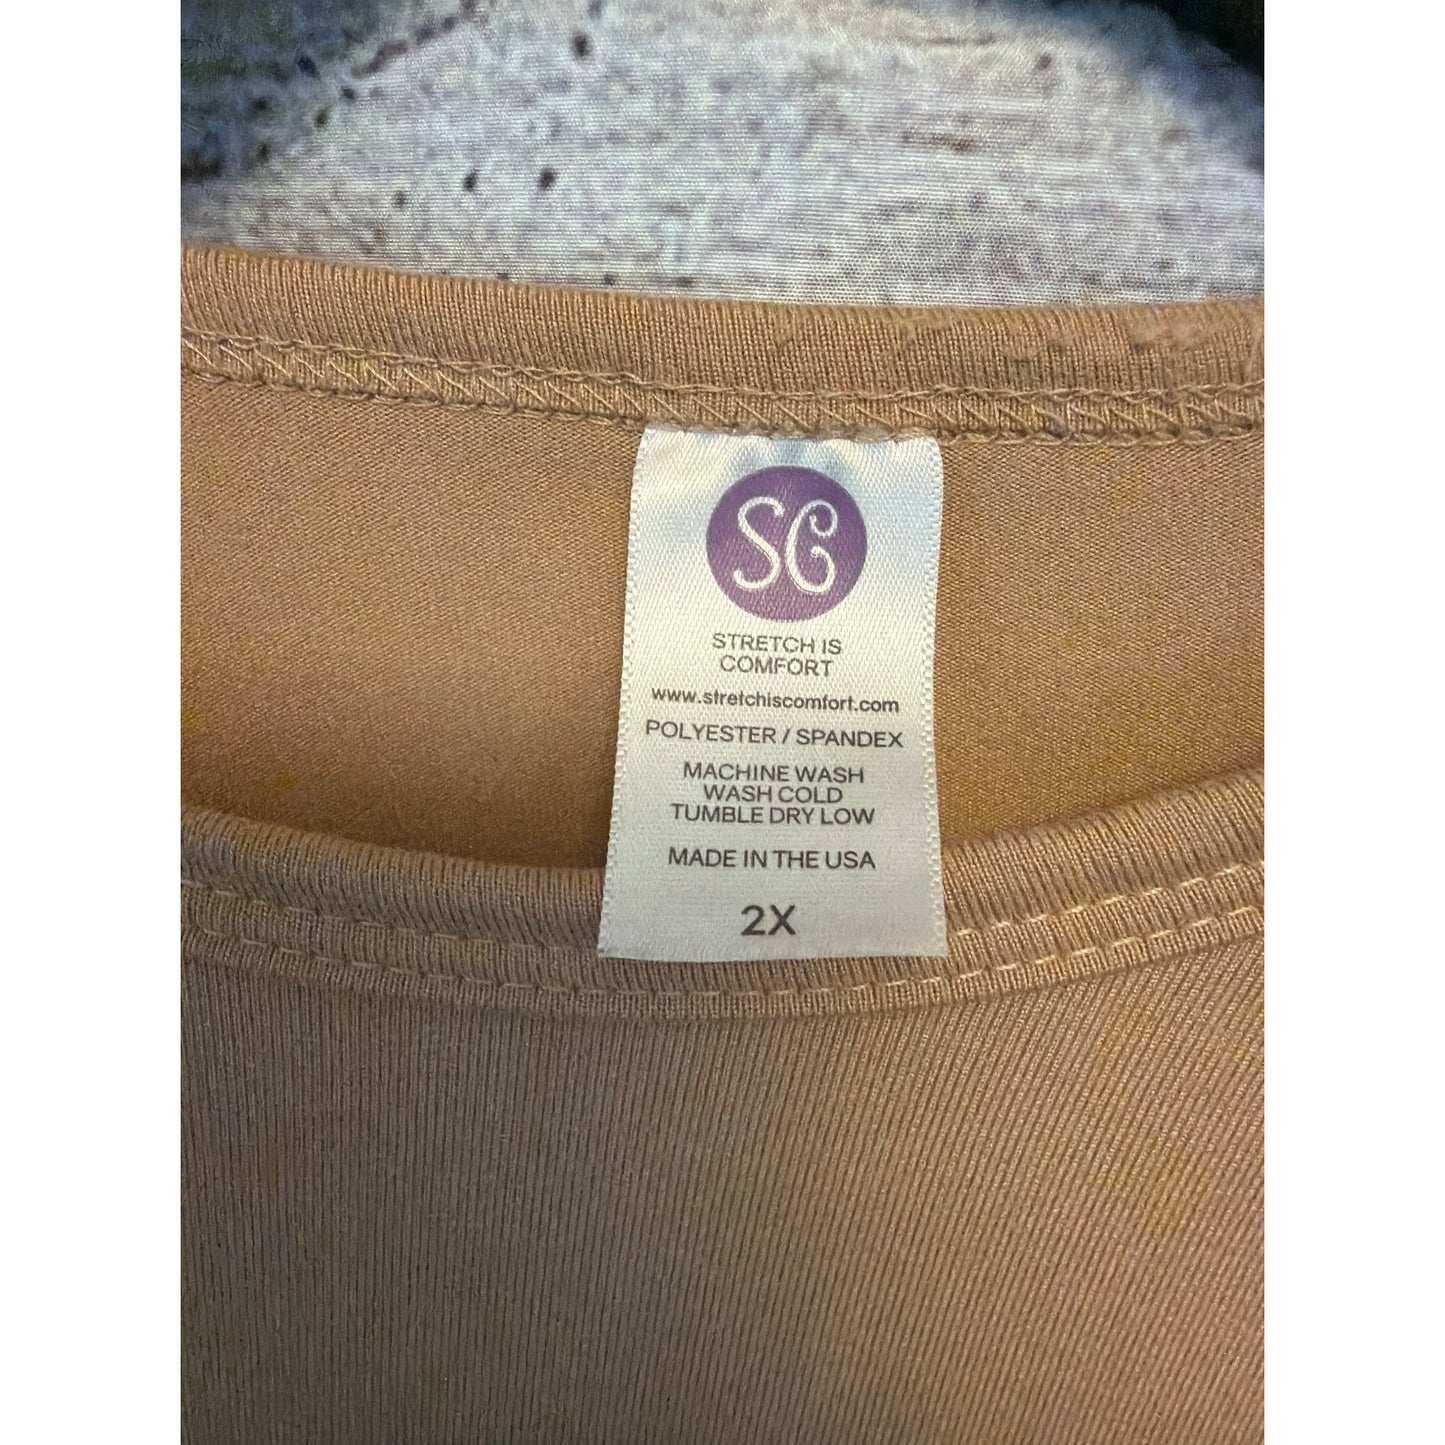 SC
STRETCH IS
COMFORT
www.stretchiscomfort.com
POLYESTER / SPANDEX
MACHINE WASH
WASH COLD
TUMBLE DRY LOW
MADE IN THE USA
2X